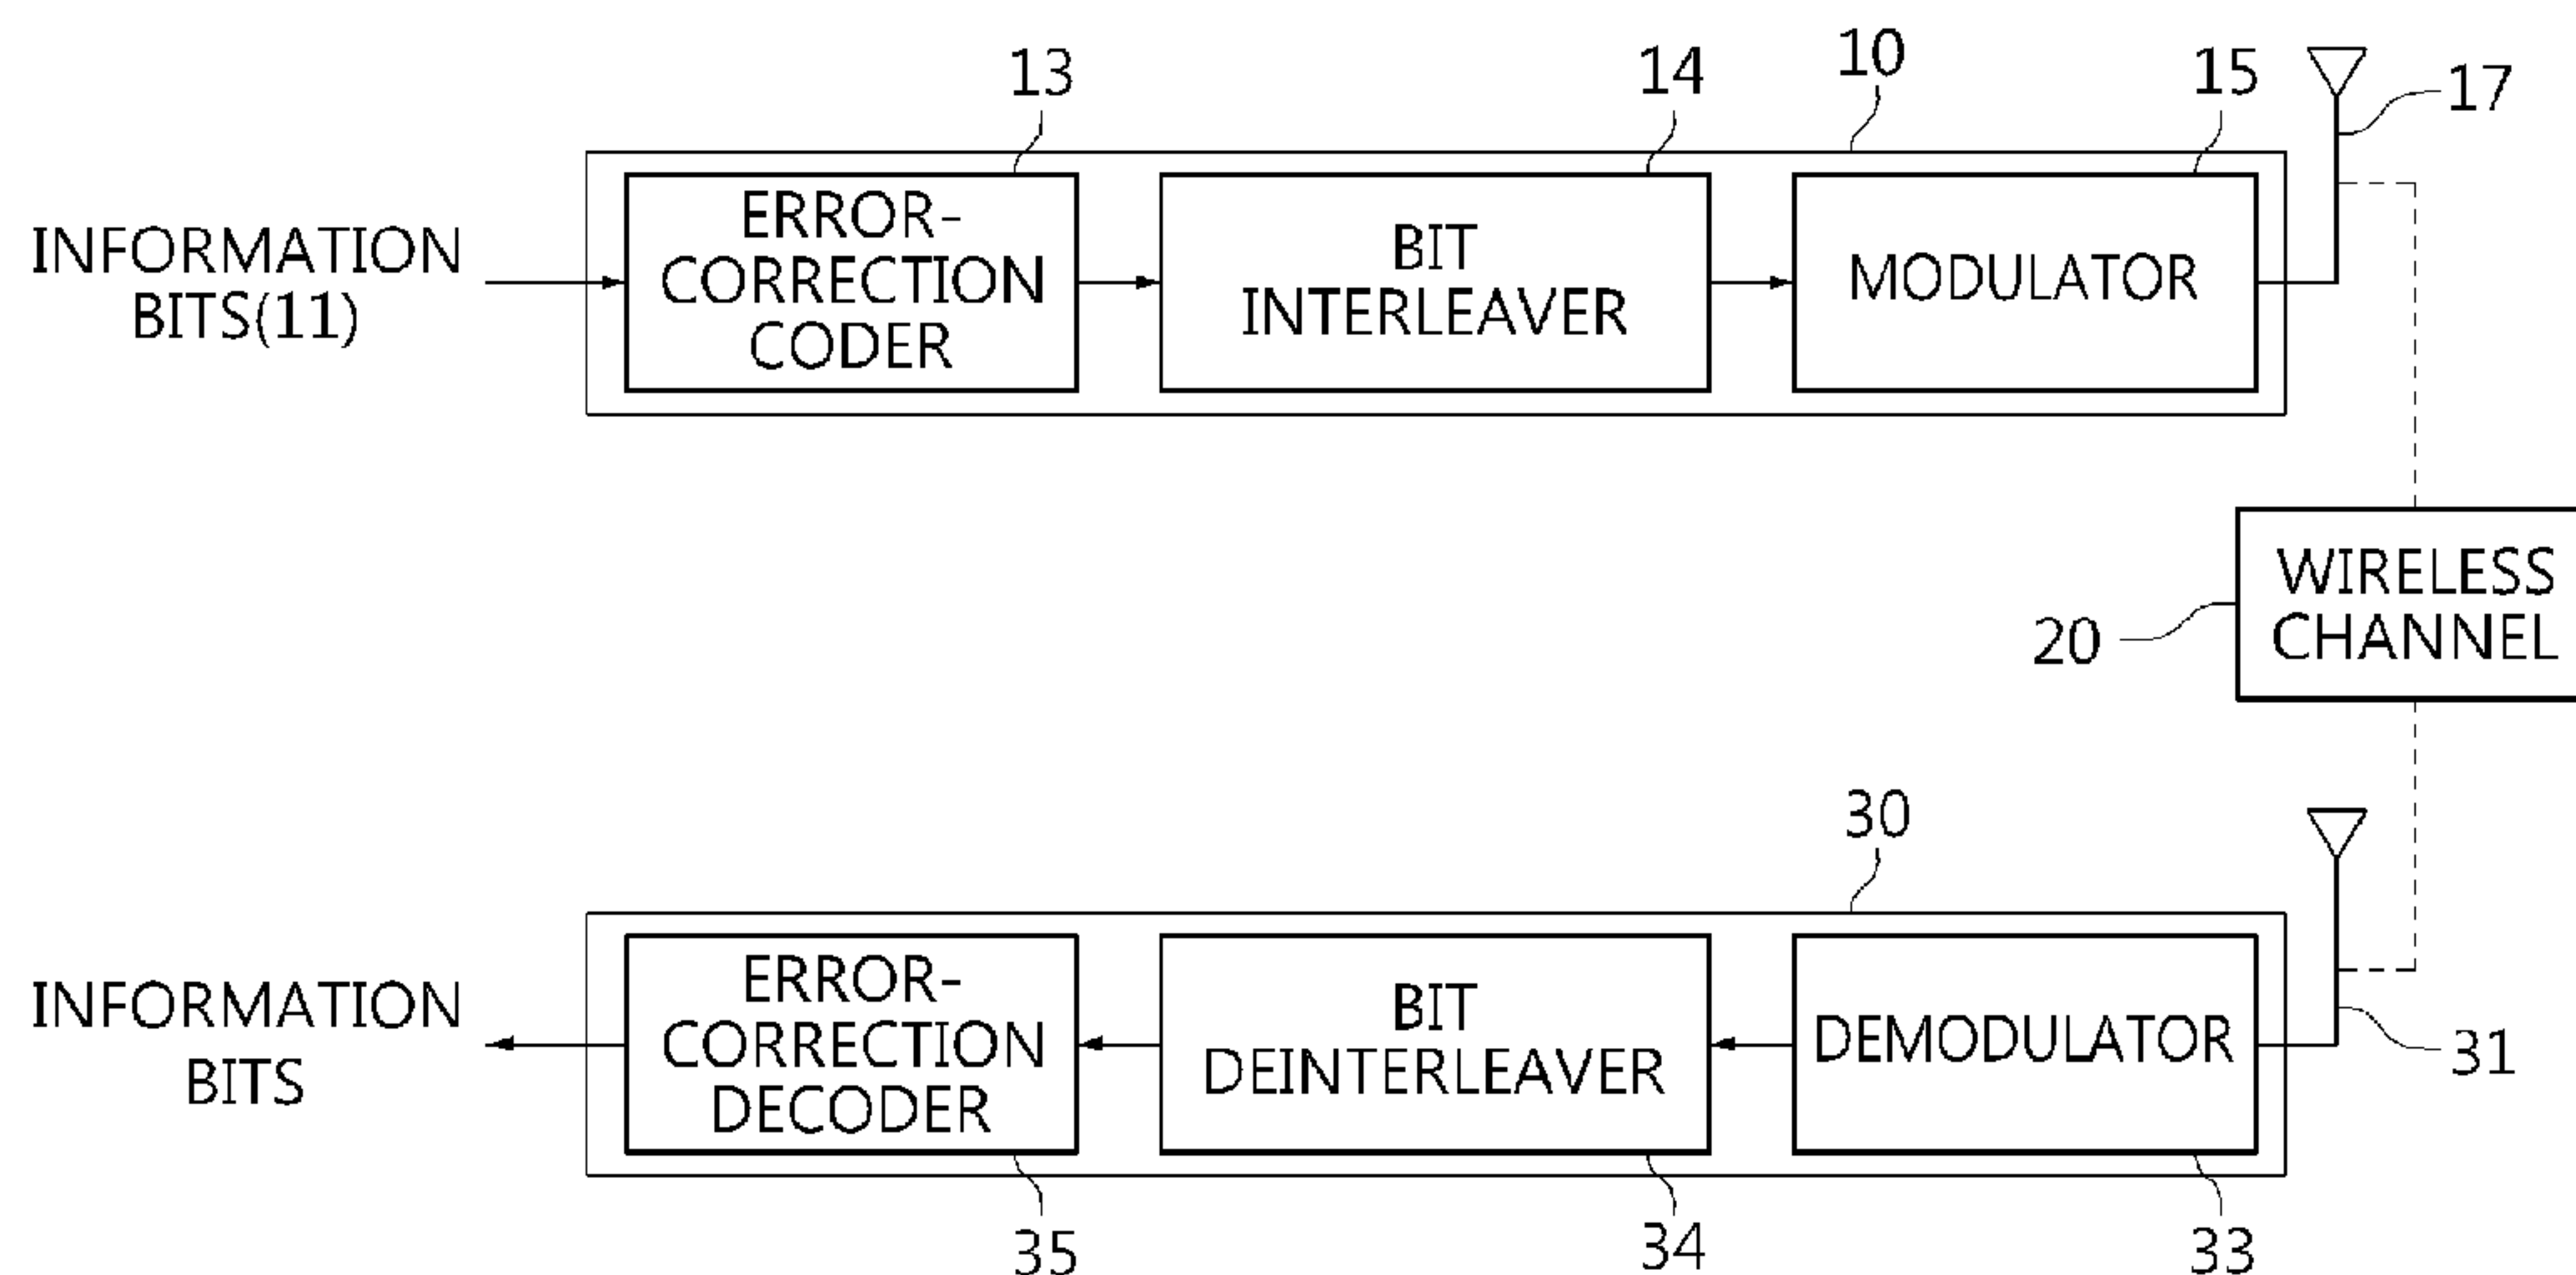 13
14
10
15
17
INFORMATION
BITS(11)
ERROR-
CORRECTION
CODER
BIT
INTERLEAVER
MODULATOR
WIRELESS
CHANNEL
20
30
INFORMATION
BITS
ERROR-
CORRECTION
DECODER
BIT
DEINTERLEAVER
DEMODULATOR
31
35
34
33